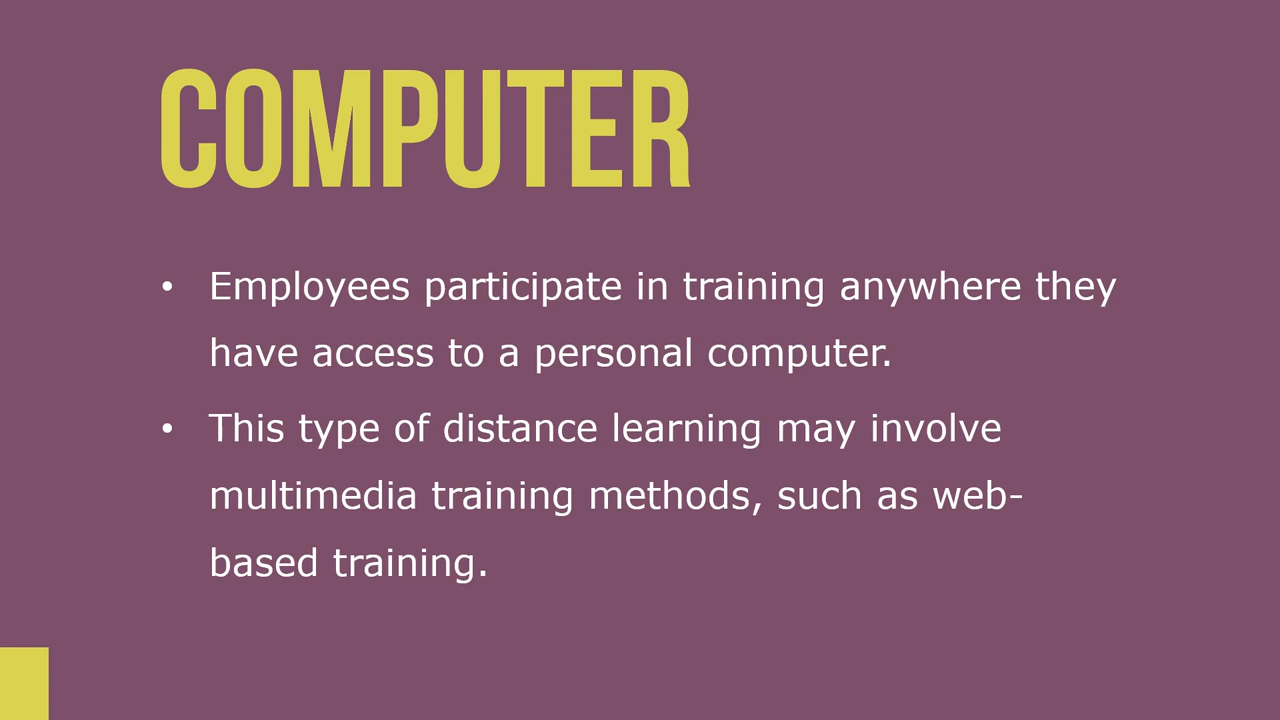 COMPUTER
• Employees participate in training anywhere they
have access to a personal computer.
• This type of distance learning may involve
multimedia training methods, such as web-
based training.